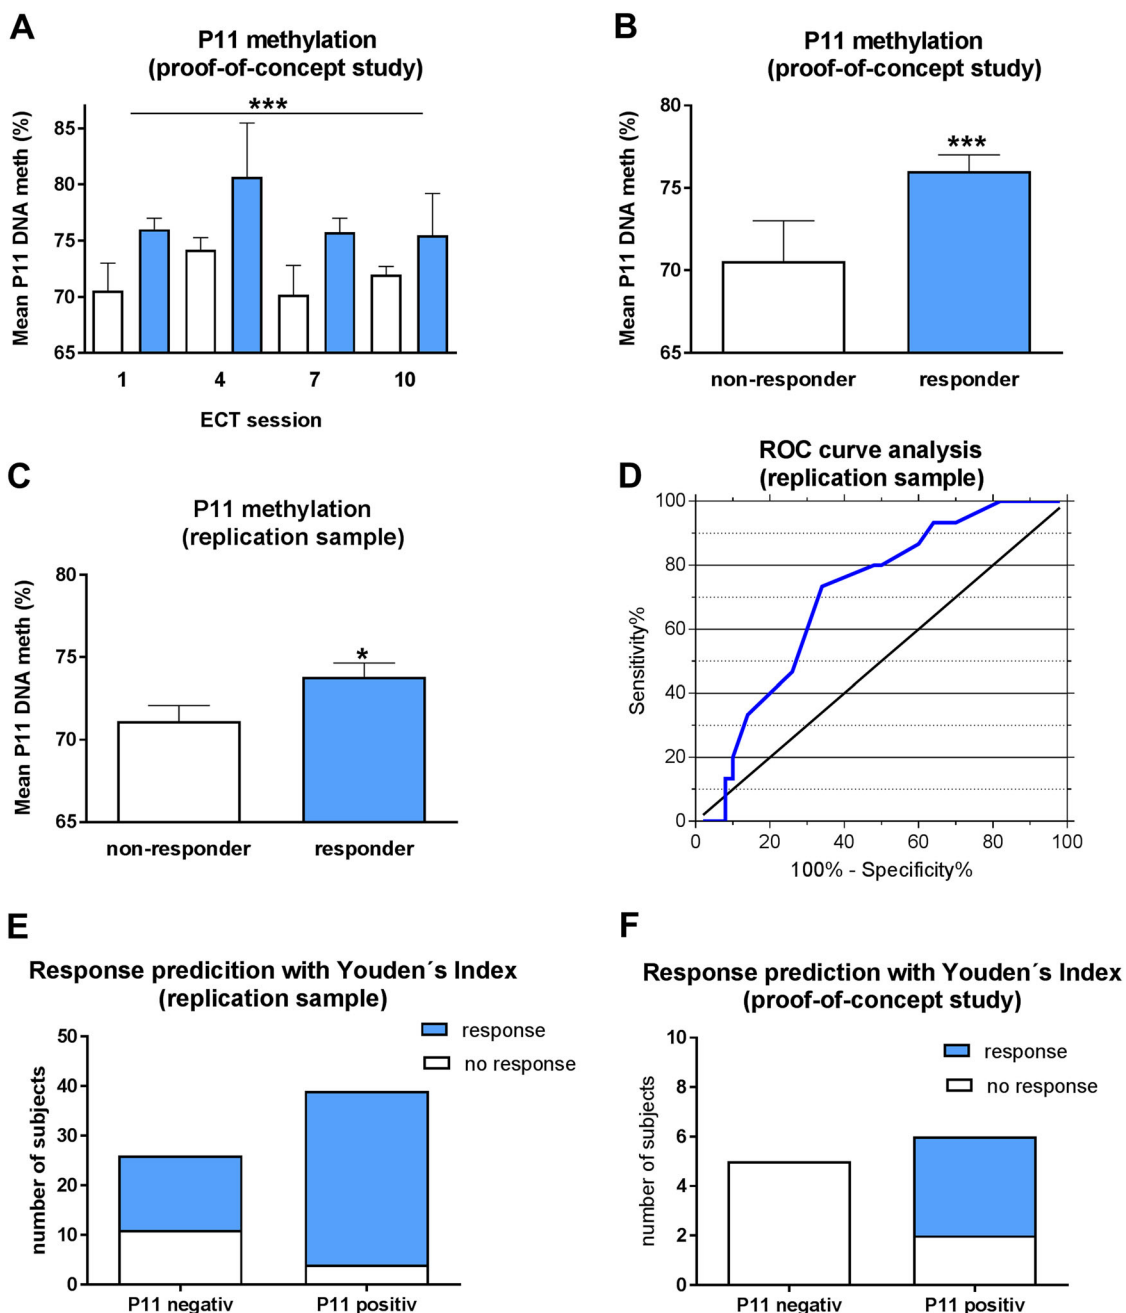 A
P11 methylation
(proof-of-concept study)
Mean P11 DNA meth (%)
85
80
75
70
65
***
1 4 7 10
ECT session
B
P11 methylation
(proof-of-concept study)
Mean P11 DNA meth (%)
80
75
70
65
***
non-responder responder
C
P11 methylation
(replication sample)
Mean P11 DNA meth (%)
80
75
70
65
*
non-responder responder
D
ROC curve analysis
(replication sample)
Sensitivity%
100
80
60
40
20
0
0 20 40 60 80 100
100% - Specificity%
E
Response predicition with Youden´s Index
(replication sample)
response
no response
number of subjects
50
40
30
20
10
0
P11 negativ P11 positiv
F
Response prediction with Youden´s Index
(proof-of-concept study)
response
no response
number of subjects
10
8
6
4
2
0
P11 negativ P11 positiv